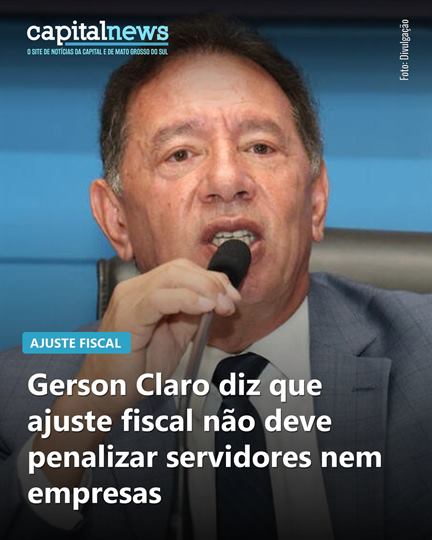 capitalnews
O SITE DE NOTÍCIAS DA CAPITAL E DE MATO GROSSO DO SUL
Foto: Divulgação
AJUSTE FISCAL
Gerson Claro diz que
ajuste fiscal não deve
penalizar servidores nem
empresas